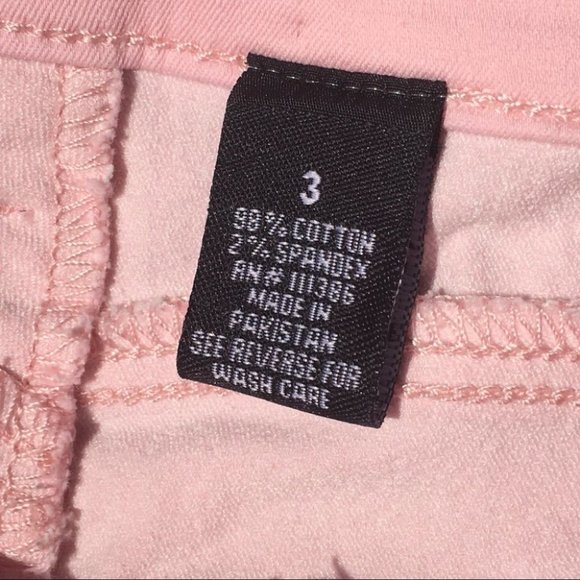 3
98% COTTON
2% SPANDEX
RN# 111386
MADE IN
PAKISTAN
SEE REVERSE FOR
WASH CARE